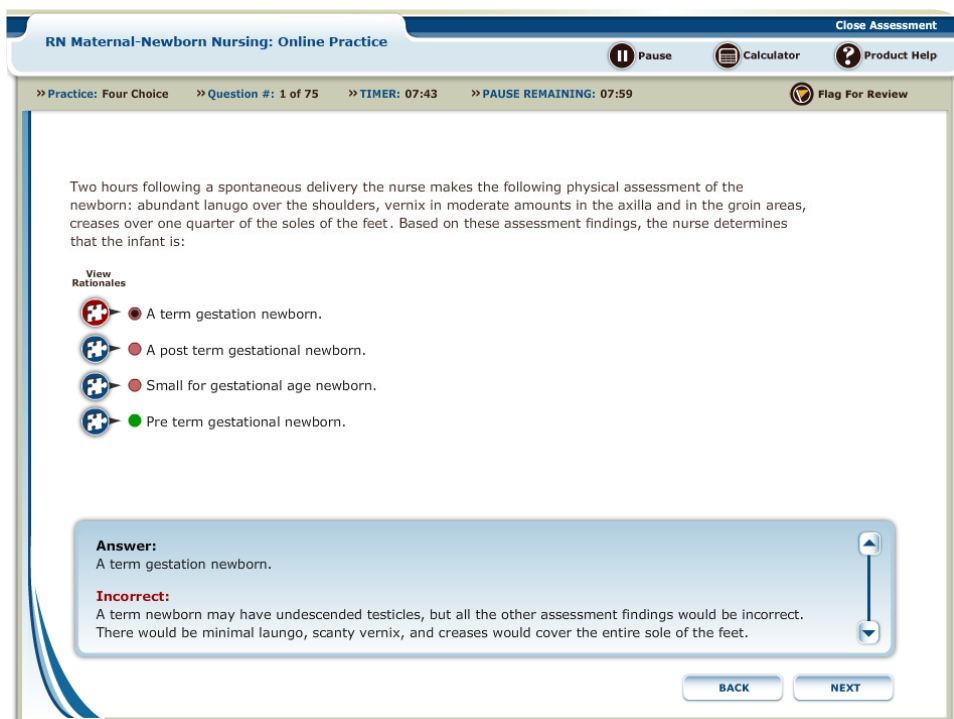 Close Assessment
RN Maternal-Newborn Nursing: Online Practice
Pause
Calculator
Product Help
» Practice: Four Choice » Question #: 1 of 75 » TIMER: 07:43 » PAUSE REMAINING: 07:59
Flag For Review
Two hours following a spontaneous delivery the nurse makes the following physical assessment of the
newborn: abundant lanugo over the shoulders, vernix in moderate amounts in the axilla and in the groin areas,
creases over one quarter of the soles of the feet. Based on these assessment findings, the nurse determines
that the infant is:
View
Rationales
A term gestation newborn.
A post term gestational newborn.
Small for gestational age newborn.
Pre term gestational newborn.
Answer:
A term gestation newborn.
Incorrect:
A term newborn may have undescended testicles, but all the other assessment findings would be incorrect.
There would be minimal laungo, scanty vernix, and creases would cover the entire sole of the feet.
BACK
NEXT